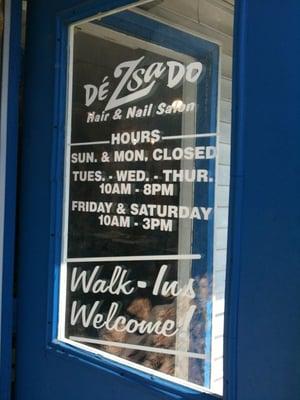 DÉ ZsaDO
Hair & Nail Salon
HOURS
SUN. & MON. CLOSED
TUES. - WED. - THUR.
10AM - 8PM
FRIDAY & SATURDAY
10AM - 3PM
Walk-Ins
Welcome!